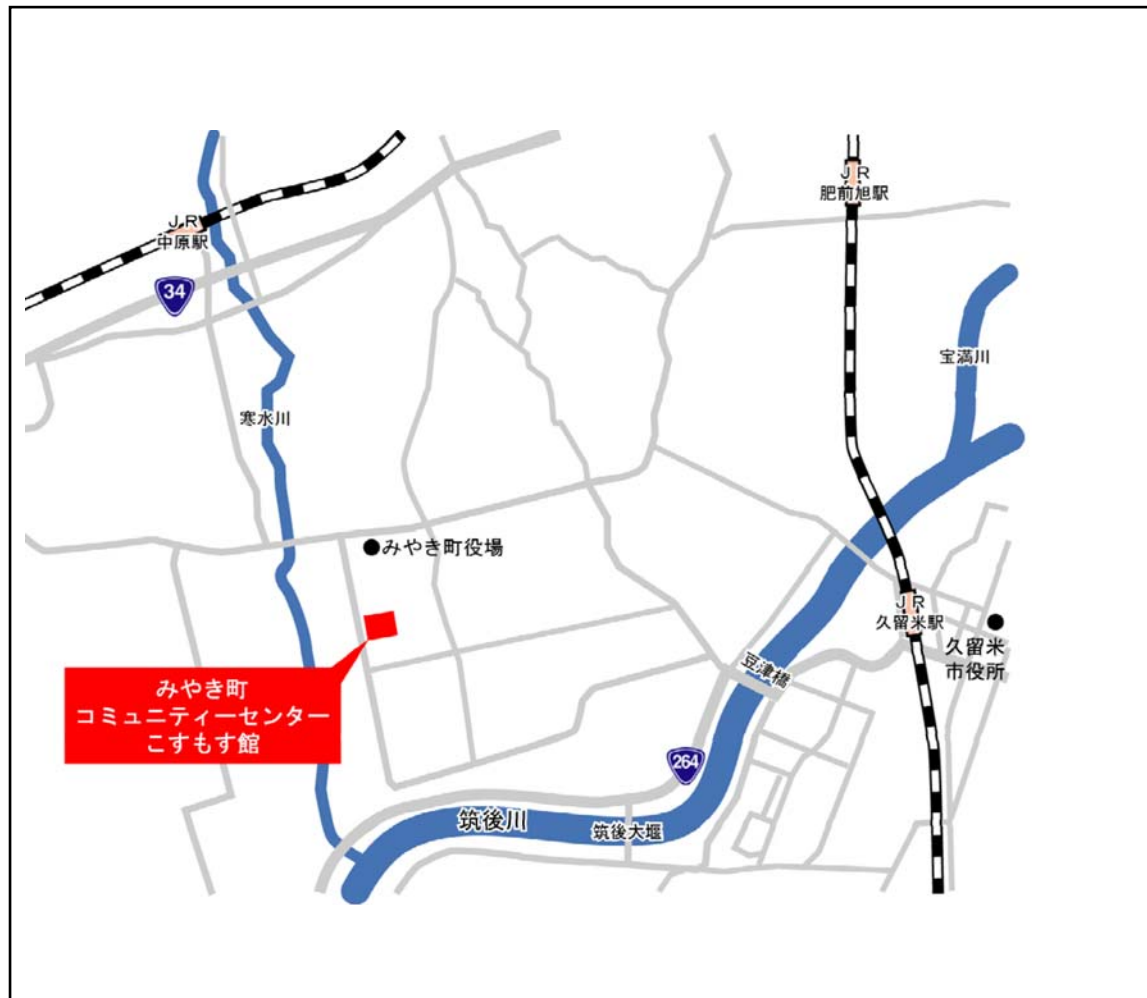 ＪＲ
肥前旭駅
ＪＲ
中原駅
34
宝満川
寒水川
みやき町役場
ＪＲ
久留米駅
久留米
市役所
豆津橋
みやき町
コミュニティーセンター
こすもす館
264
筑後川
筑後大堰